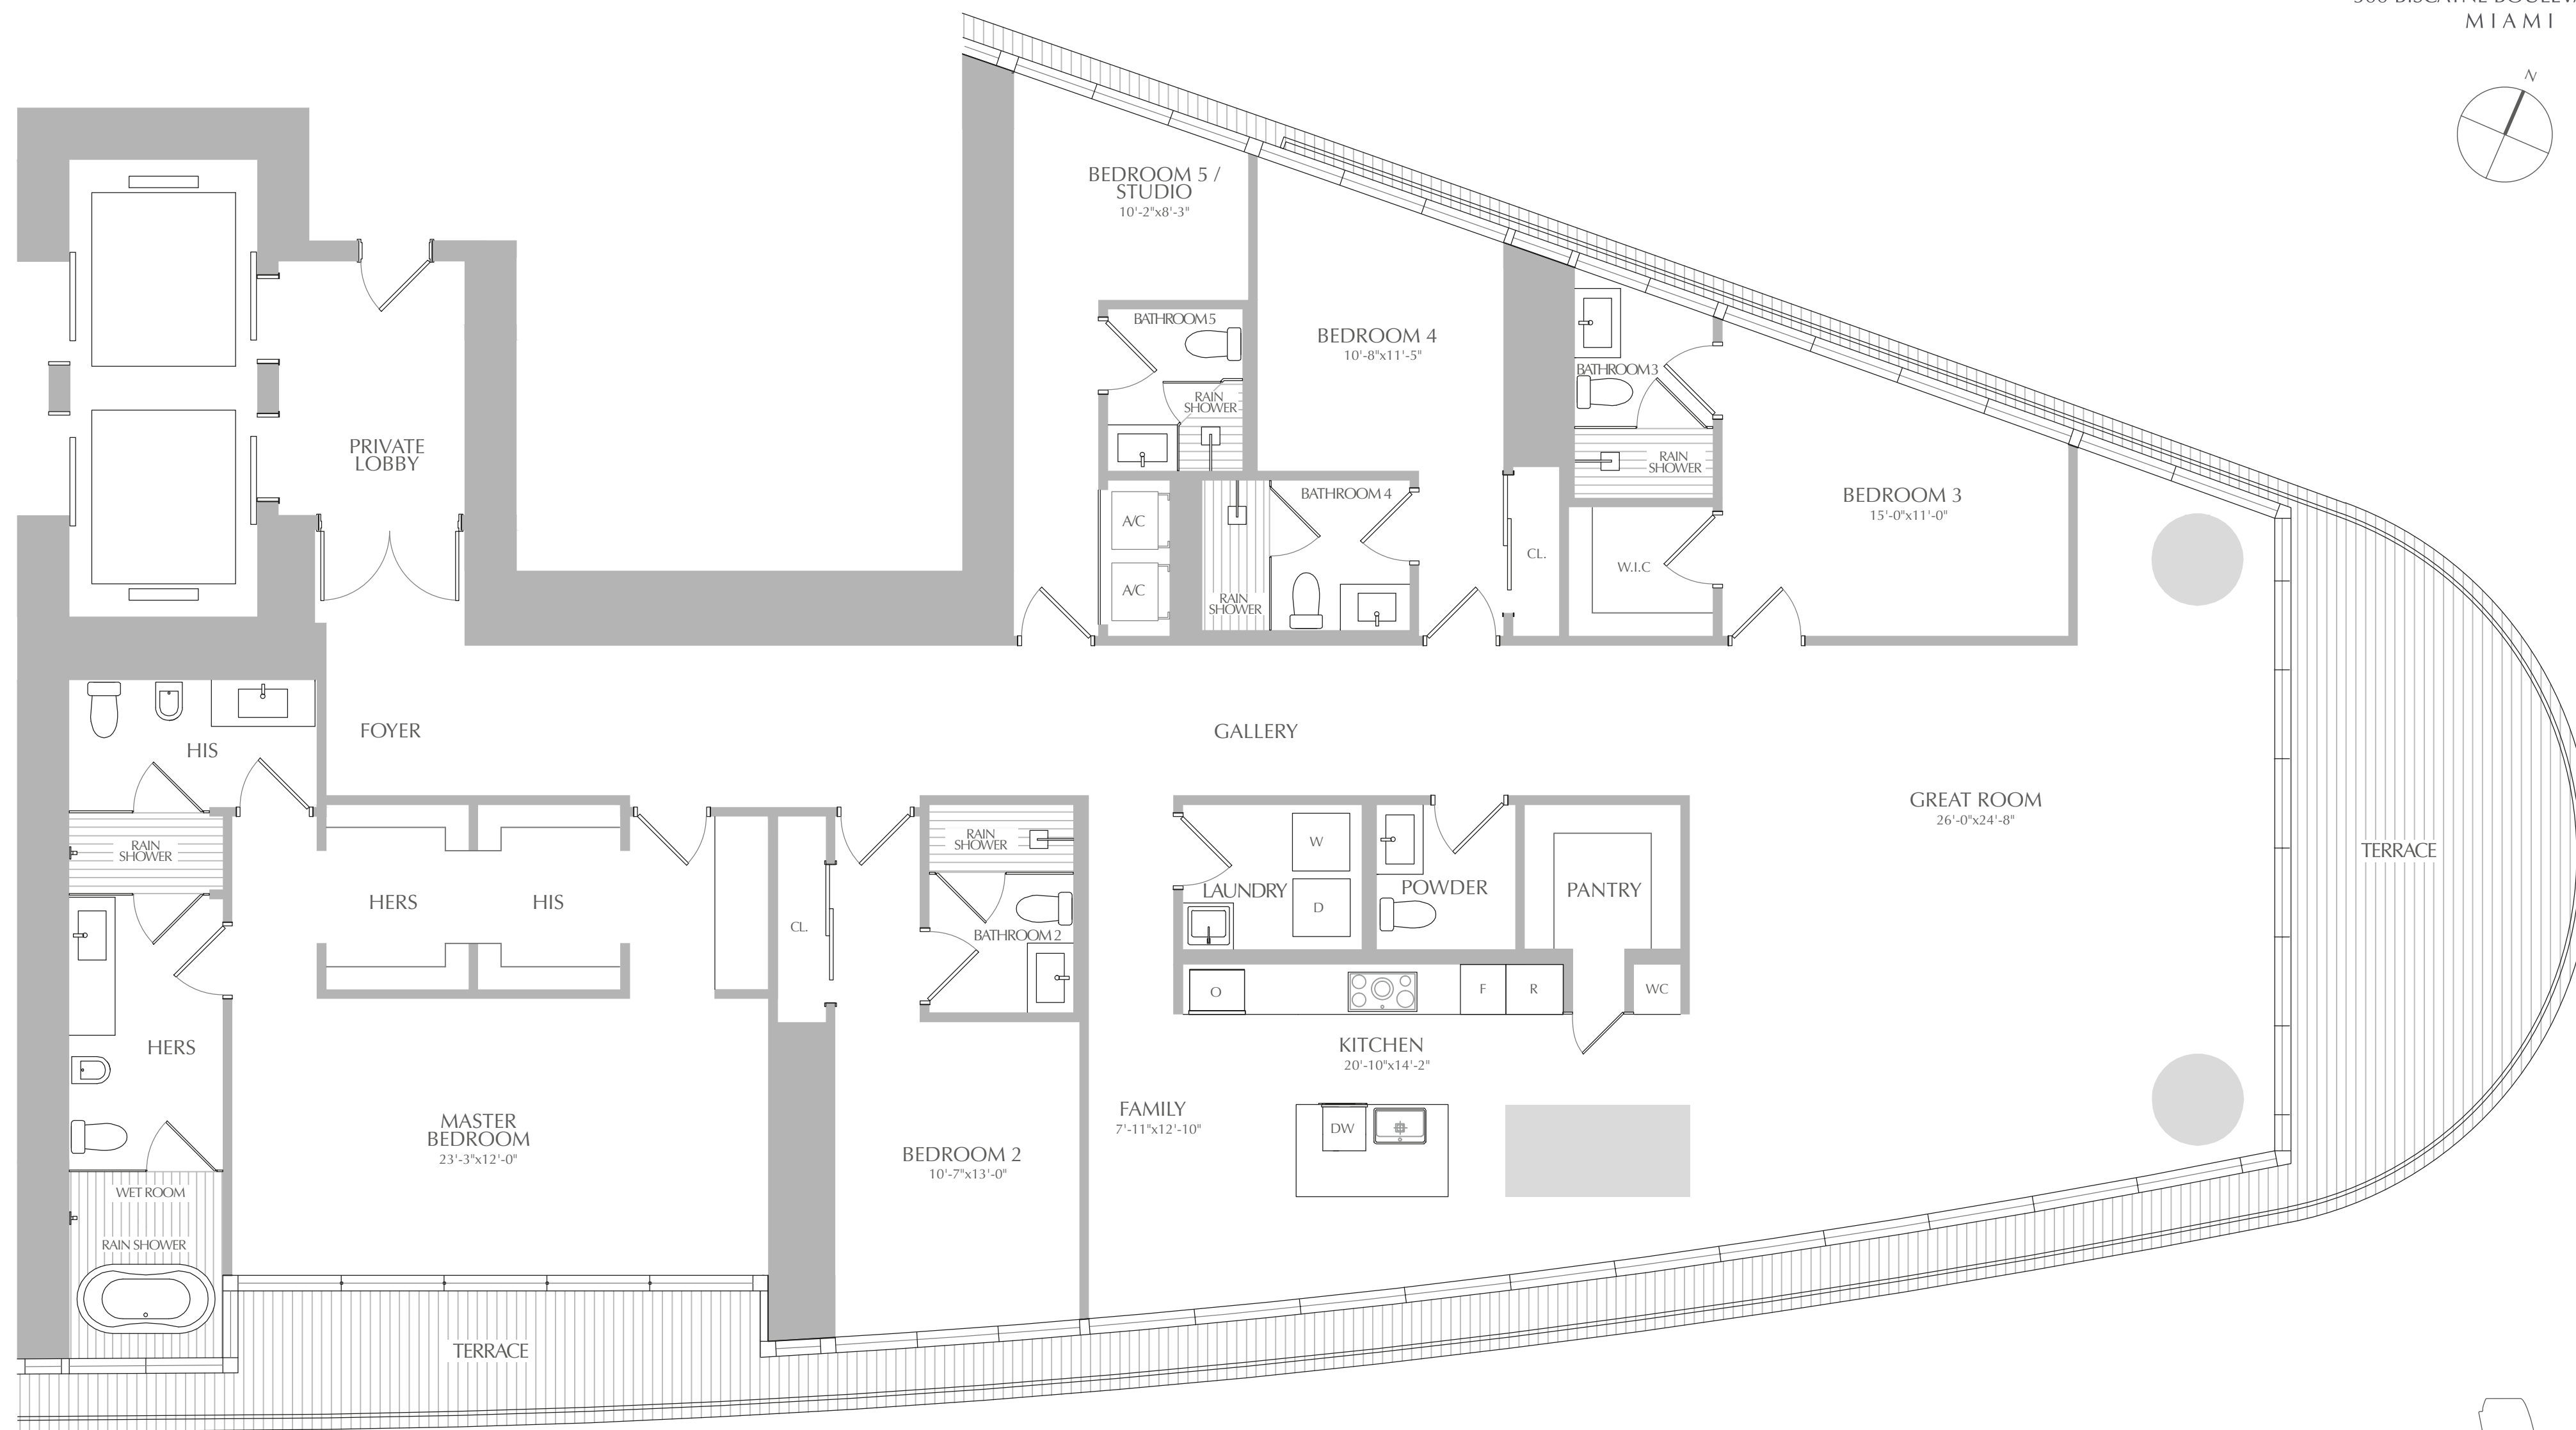 MIAMI
N
BEDROOM 5 /
STUDIO
10'-2"x8'-3"
BATHROOM 5
RAIN
SHOWER
BEDROOM 4
10'-8"x11'-5"
BATHROOM 3
RAIN
SHOWER
PRIVATE
LOBBY
BATHROOM 4
BEDROOM 3
15'-0"x11'-0"
A/C
A/C
RAIN
SHOWER
CL.
W.I.C
HIS
FOYER
GALLERY
GREAT ROOM
26'-0"x24'-8"
RAIN
SHOWER
RAIN
SHOWER
W
TERRACE
HERS
HIS
CL.
BATHROOM 2
LAUNDRY
D
POWDER
PANTRY
O
F
R
WC
HERS
KITCHEN
20'-10"x14'-2"
MASTER
BEDROOM
23'-3"x12'-0"
BEDROOM 2
10'-7"x13'-0"
FAMILY
7'-11"x12'-10"
DW
WET ROOM
RAIN SHOWER
TERRACE